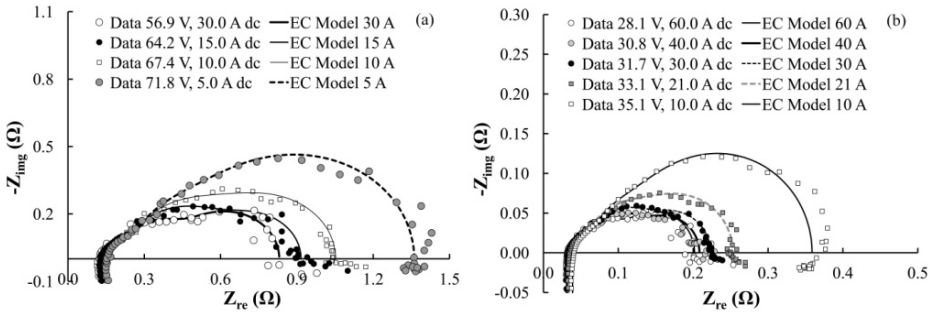 (a)
1.1
0.8
0.5
0.2
-0.1
-Zimg (Ω)
Data 56.9 V, 30.0 A dc EC Model 30 A
Data 64.2 V, 15.0 A dc EC Model 15 A
Data 67.4 V, 10.0 A dc EC Model 10 A
Data 71.8 V, 5.0 A dc EC Model 5 A
0.0 0.3 0.6 0.9 1.2 1.5
Zre (Ω)
(b)
0.30
0.25
0.20
0.15
0.10
0.05
0.00
-0.05
-Zimg (Ω)
Data 28.1 V, 60.0 A dc EC Model 60 A
Data 30.8 V, 40.0 A dc EC Model 40 A
Data 31.7 V, 30.0 A dc EC Model 30 A
Data 33.1 V, 21.0 A dc EC Model 21 A
Data 35.1 V, 10.0 A dc EC Model 10 A
0.0 0.1 0.2 0.3 0.4 0.5
Zre (Ω)